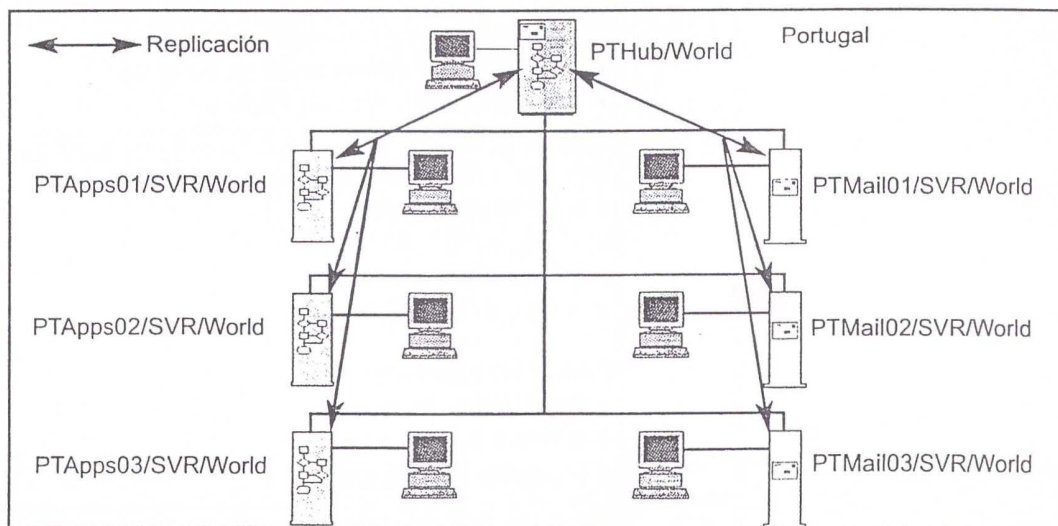 Replicación
PTHub/World
Portugal
PTApps01/SVR/World
PTMail01/SVR/World
PTApps02/SVR/World
PTMail02/SVR/World
PTApps03/SVR/World
PTMail03/SVR/World